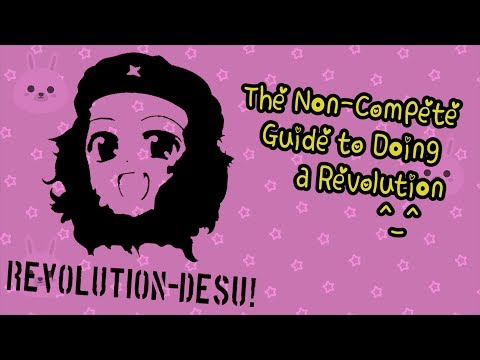 The Non-Compete
Guide to Doing
a Revolution
^_^
REVOLUTION-DESU!